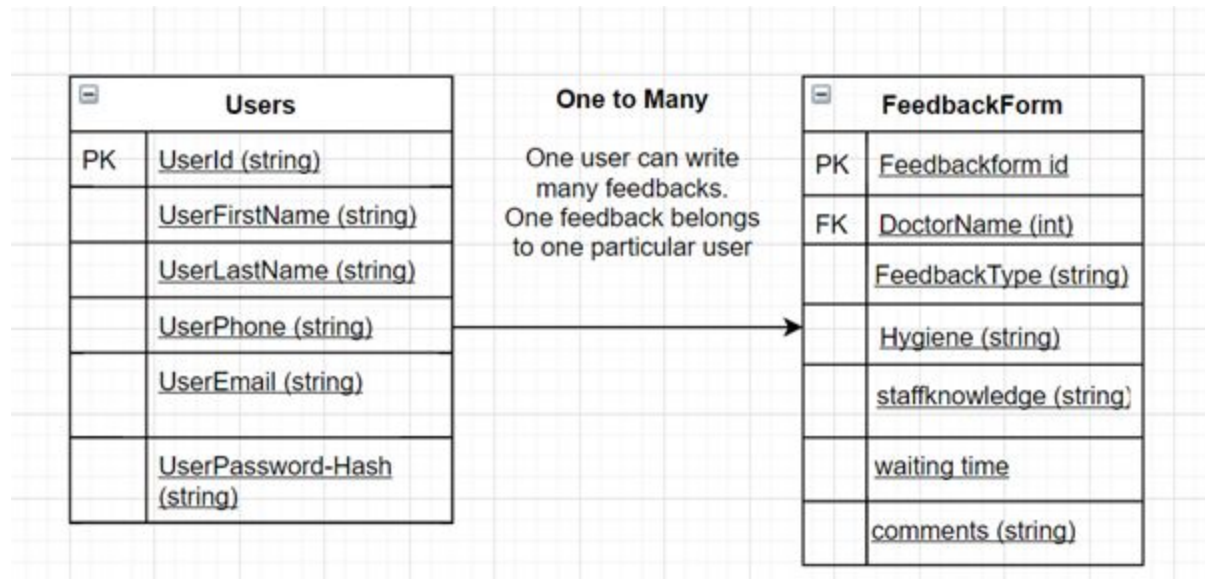 Users
PK UserId (string)
UserFirstName (string)
UserLastName (string)
UserPhone (string)
UserEmail (string)
UserPassword-Hash
(string)
One to Many
One user can write
many feedbacks.
One feedback belongs
to one particular user
FeedbackForm
PK Feedbackform id
FK DoctorName (int)
FeedbackType (string)
Hygiene (string)
staffknowledge (string)
waiting time
comments (string)